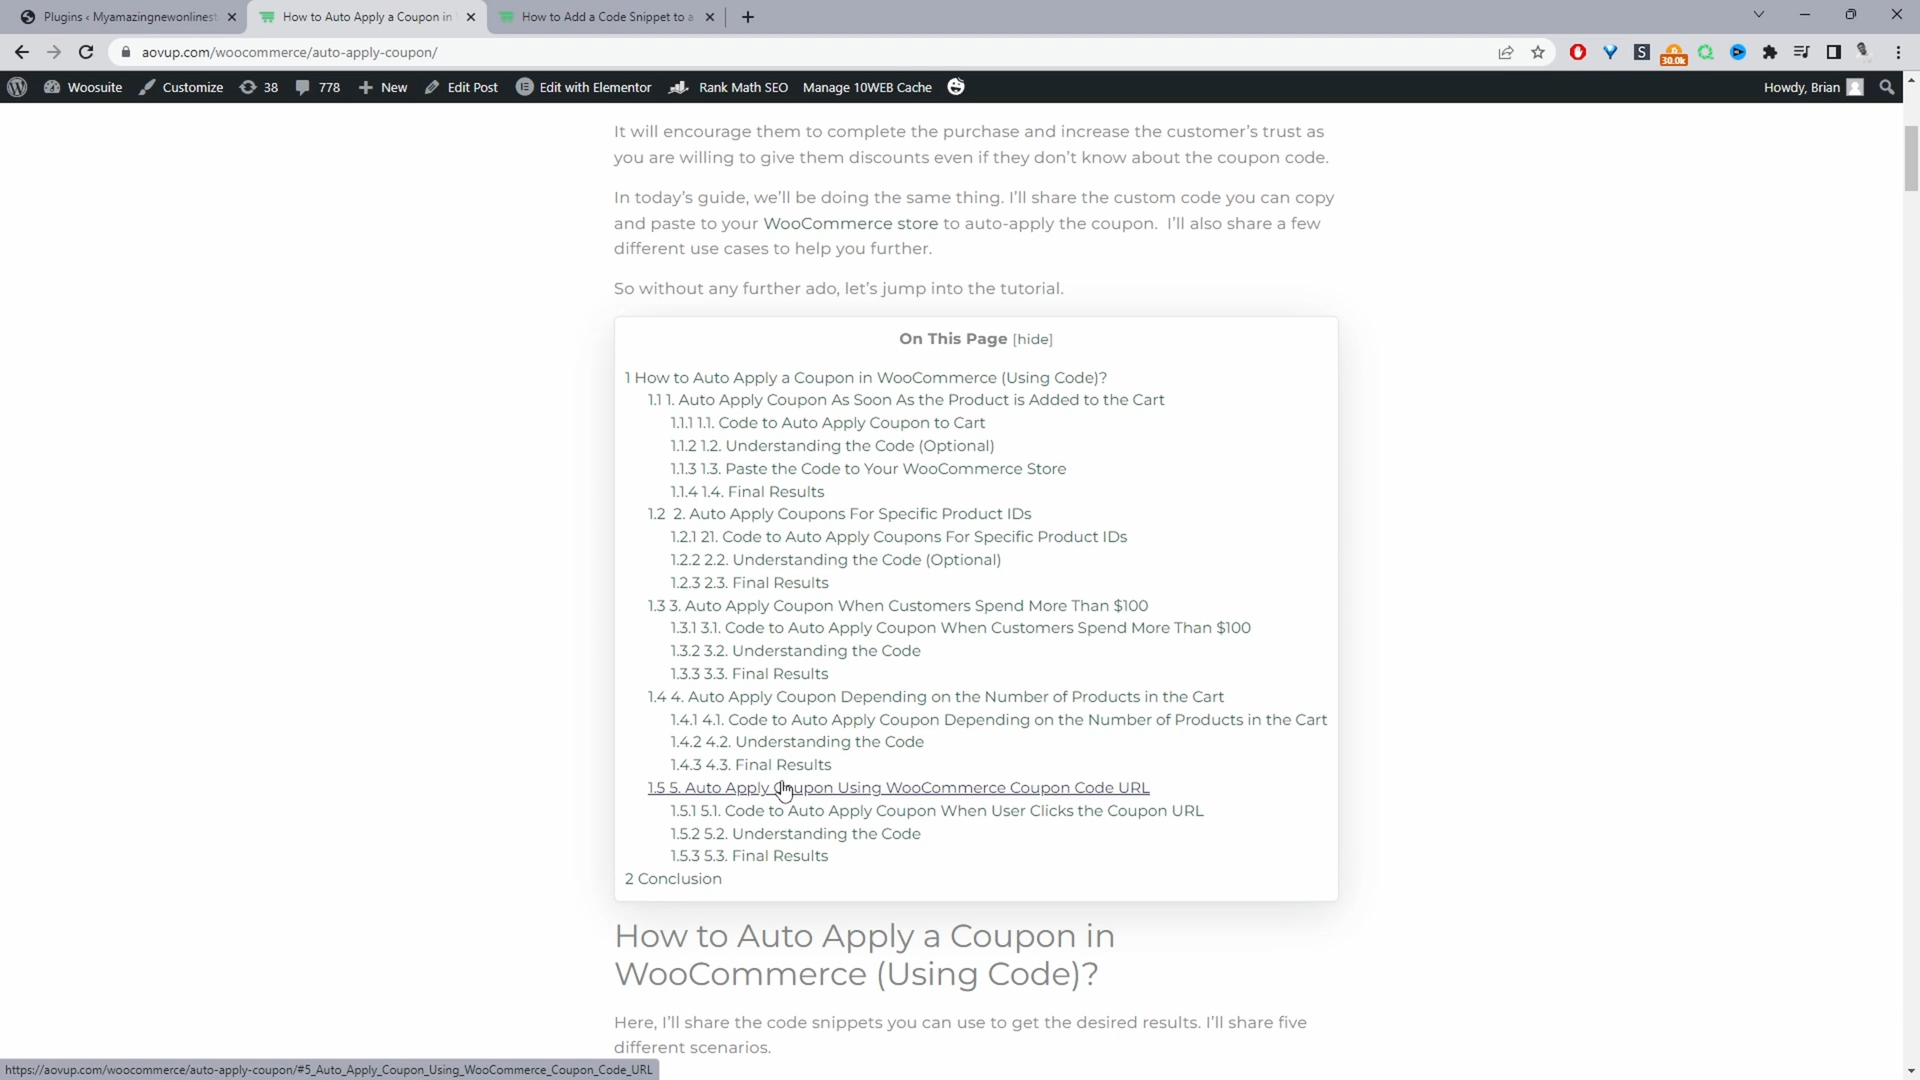 Plugins ‹ Myamazingnewonlinest
How to Auto Apply a Coupon in
How to Add a Code Snippet to a
aovup.com/woocommerce/auto-apply-coupon/
30.0k
Woosuite
Customize
38
778
New
Edit Post
Edit with Elementor
Rank Math SEO
Manage 10WEB Cache
Howdy, Brian
It will encourage them to complete the purchase and increase the customer's trust as
you are willing to give them discounts even if they don't know about the coupon code.
In today's guide, we'll be doing the same thing. I'll share the custom code you can copy
and paste to your WooCommerce store to auto-apply the coupon. I'll also share a few
different use cases to help you further.
So without any further ado, let's jump into the tutorial.
On This Page [hide]
1 How to Auto Apply a Coupon in WooCommerce (Using Code)?
1.1 1. Auto Apply Coupon As Soon As the Product is Added to the Cart
1.1.1 1.1. Code to Auto Apply Coupon to Cart
1.1.2 1.2. Understanding the Code (Optional)
1.1.3 1.3. Paste the Code to Your WooCommerce Store
1.1.4 1.4. Final Results
1.2 2. Auto Apply Coupons For Specific Product IDs
1.2.1 21. Code to Auto Apply Coupons For Specific Product IDs
1.2.2 2.2. Understanding the Code (Optional)
1.2.3 2.3. Final Results
1.3 3. Auto Apply Coupon When Customers Spend More Than $100
1.3.1 3.1. Code to Auto Apply Coupon When Customers Spend More Than $100
1.3.2 3.2. Understanding the Code
1.3.3 3.3. Final Results
1.4 4. Auto Apply Coupon Depending on the Number of Products in the Cart
1.4.1 4.1. Code to Auto Apply Coupon Depending on the Number of Products in the Cart
1.4.2 4.2. Understanding the Code
1.4.3 4.3. Final Results
1.5 5. Auto Apply Coupon Using WooCommerce Coupon Code URL
1.5.1 5.1. Code to Auto Apply Coupon When User Clicks the Coupon URL
1.5.2 5.2. Understanding the Code
1.5.3 5.3. Final Results
2 Conclusion
How to Auto Apply a Coupon in
WooCommerce (Using Code)?
Here, I'll share the code snippets you can use to get the desired results. I'll share five
different scenarios.
https://aovup.com/woocommerce/auto-apply-coupon/#5_Auto_Apply_Coupon_Using_WooCommerce_Coupon_Code_URL